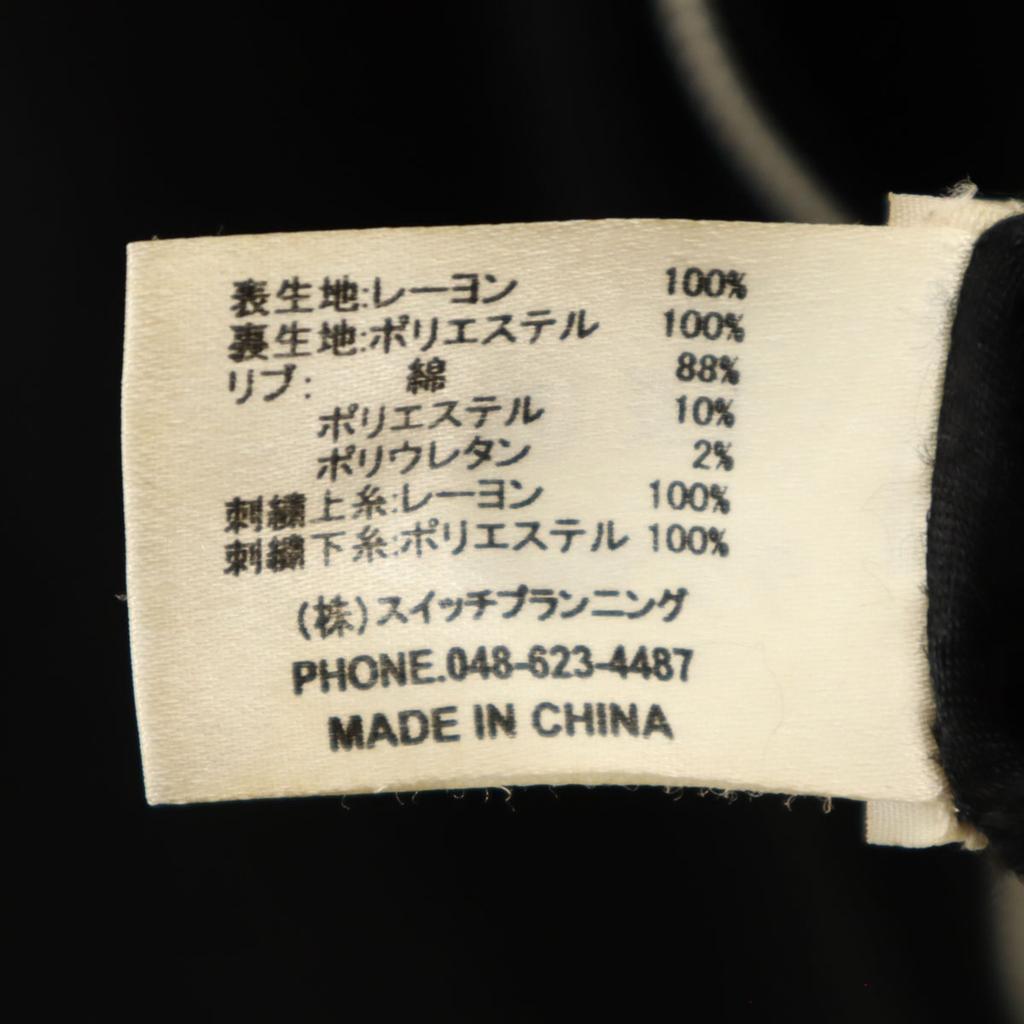 表生地:レーヨン 100%
裏生地:ポリエステル 100%
リブ: 綿 88%
ポリエステル 10%
ポリウレタン 2%
刺繍上糸:レーヨン 100%
刺繍下糸:ポリエステル 100%
(株)スイッチプランニング
PHONE.048-623-4487
MADE IN CHINA